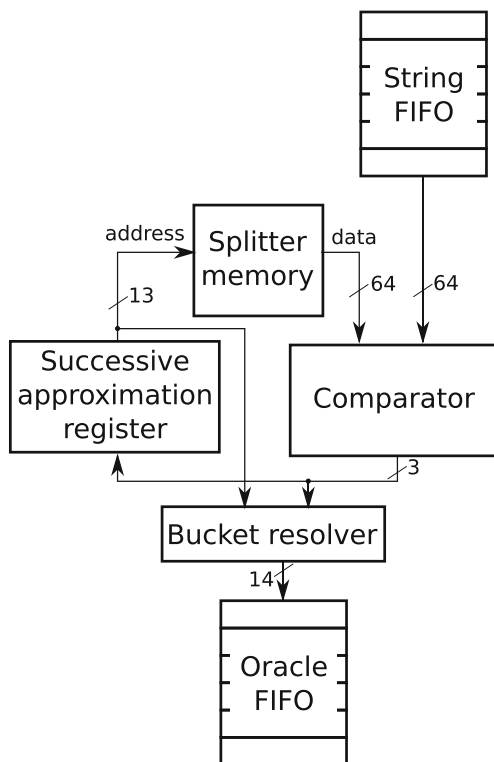 String
FIFO
address
Splitter
memory
data
13
64
64
Successive
approximation
register
Comparator
3
Bucket resolver
14
Oracle
FIFO